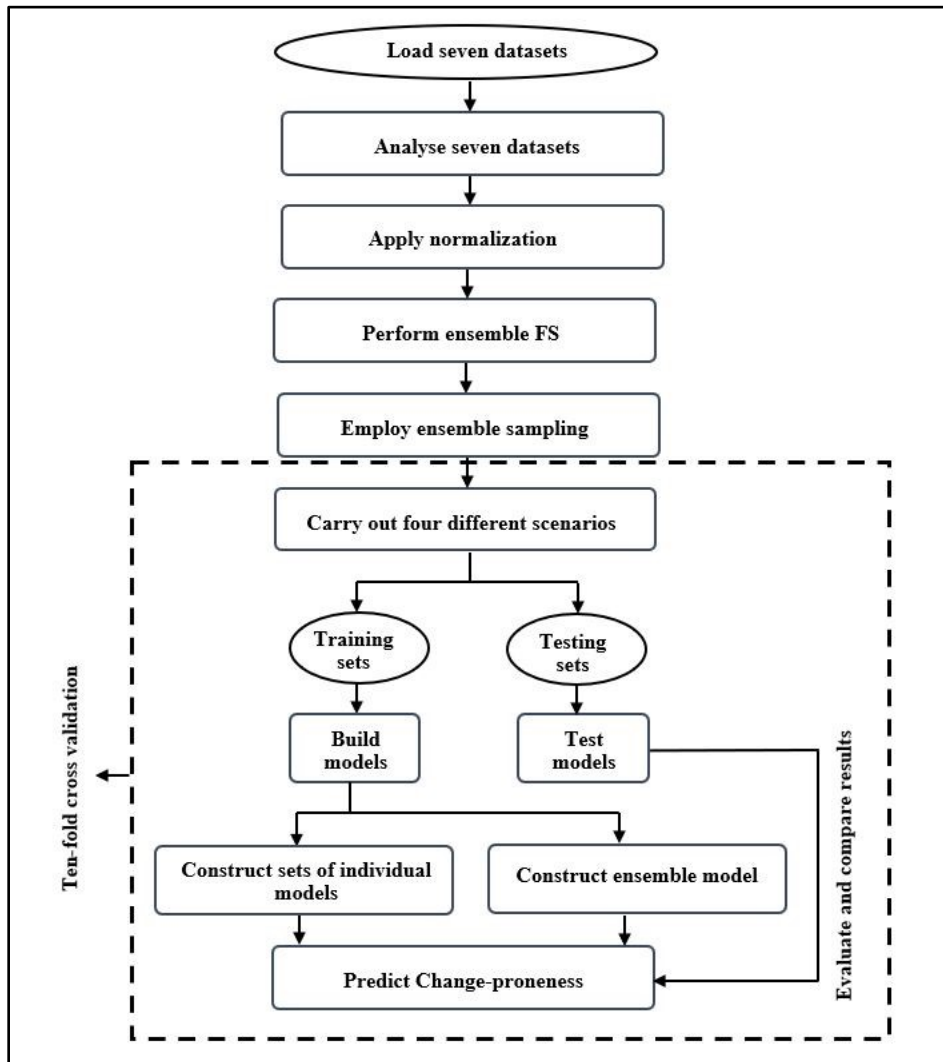 Load seven datasets
Analyse seven datasets
Apply normalization
Perform ensemble FS
Employ ensemble sampling
Carry out four different scenarios
Training
sets
Testing
sets
Build
models
Test
models
Ten-fold cross validation
Evaluate and compare results
Construct sets of individual
models
Construct ensemble model
Predict Change-proneness